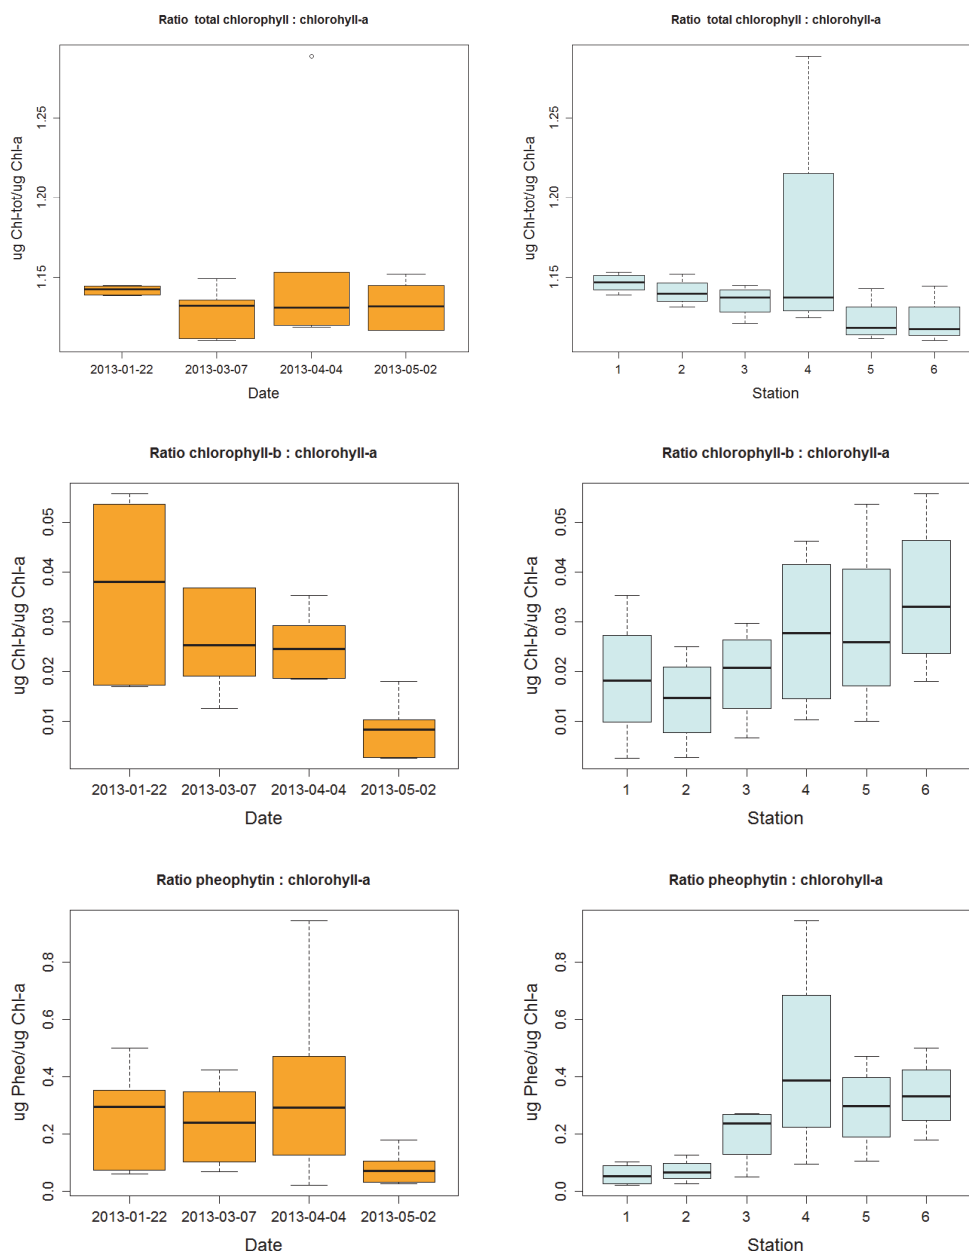 Ratio total chlorophyll : chlorohyll-a
ug Chl-tot/ug Chl-a
1.25
1.20
1.15
2013-01-22 2013-03-07 2013-04-04 2013-05-02
Date
Ratio total chlorophyll : chlorohyll-a
ug Chl-tot/ug Chl-a
1.25
1.20
1.15
1 2 3 4 5 6
Station
Ratio chlorophyll-b : chlorohyll-a
ug Chl-b/ug Chl-a
0.05
0.04
0.03
0.02
0.01
2013-01-22 2013-03-07 2013-04-04 2013-05-02
Date
Ratio chlorophyll-b : chlorohyll-a
ug Chl-b/ug Chl-a
0.05
0.04
0.03
0.02
0.01
1 2 3 4 5 6
Station
Ratio pheophytin : chlorohyll-a
ug Pheo/ug Chl-a
0.8
0.6
0.4
0.2
0.0
2013-01-22 2013-03-07 2013-04-04 2013-05-02
Date
Ratio pheophytin : chlorohyll-a
ug Pheo/ug Chl-a
0.8
0.6
0.4
0.2
0.0
1 2 3 4 5 6
Station